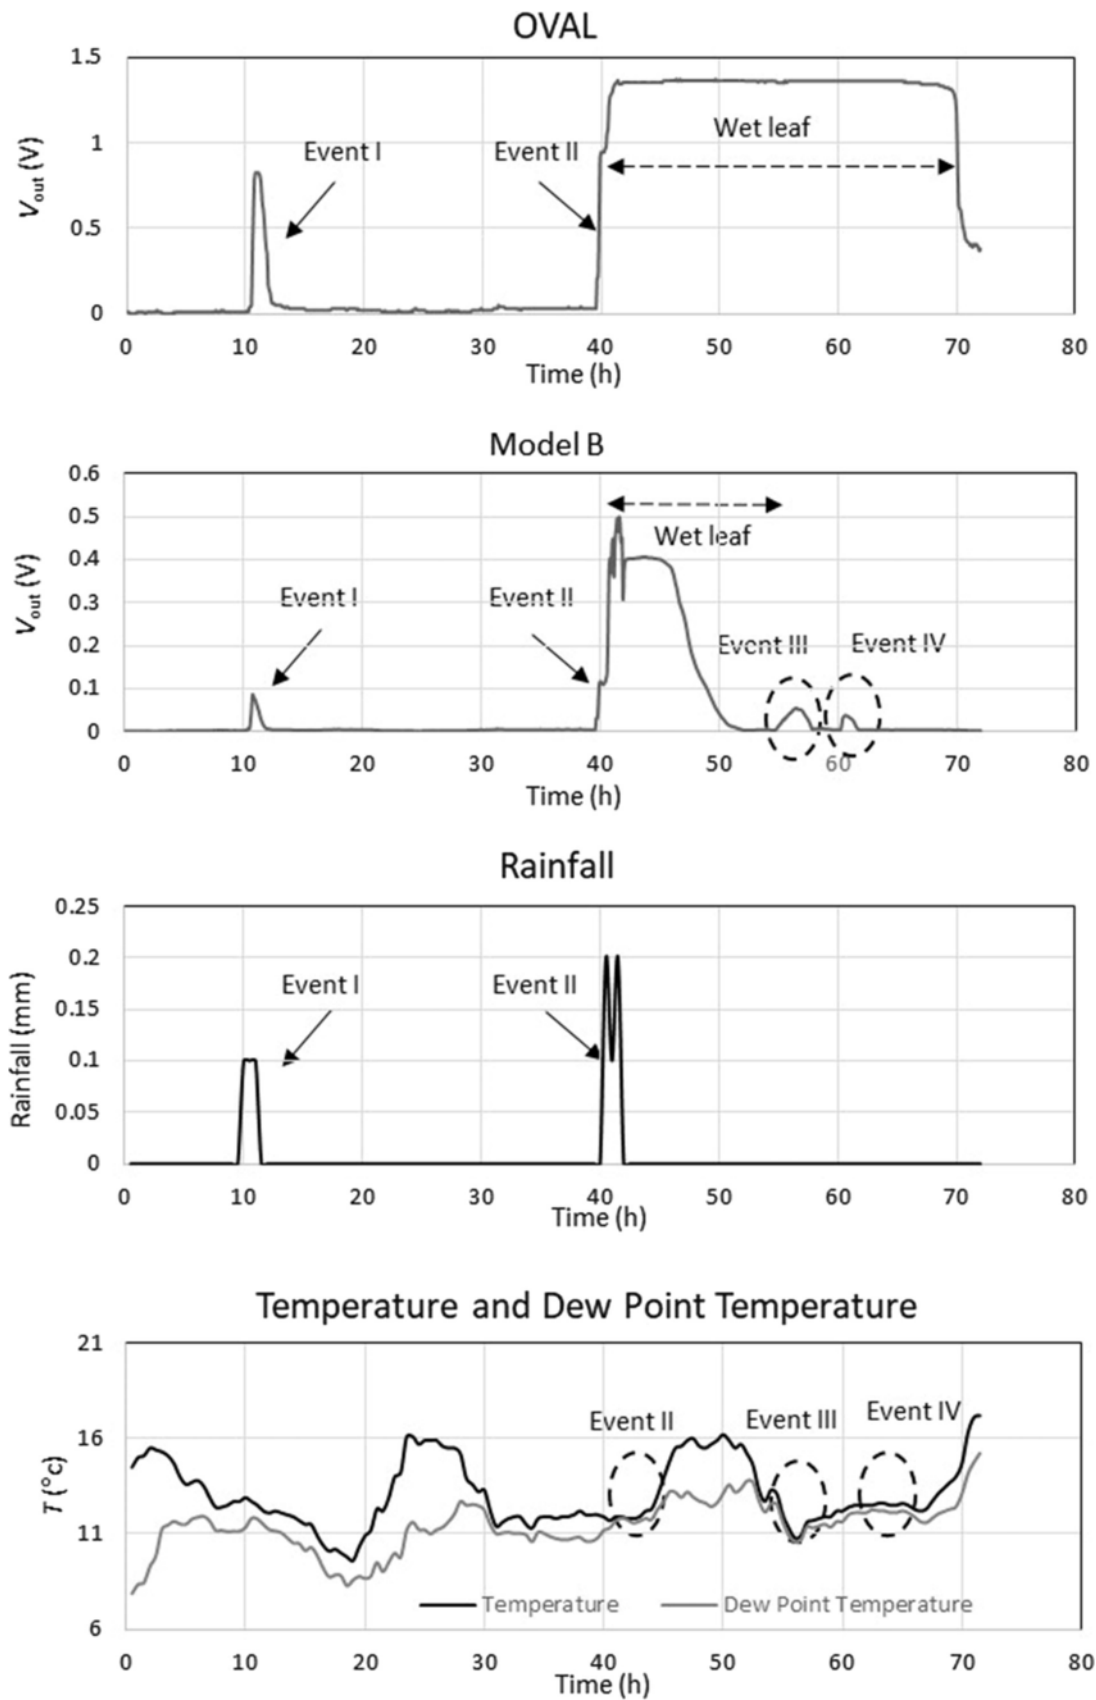 OVAL
1.5
1
0.5
0
Vout (V)
Event I
Event II
Wet leaf
0 10 20 30 40 50 60 70 80
Time (h)
Model B
0.6
0.5
0.4
0.3
0.2
0.1
0
Vout (V)
Wet leaf
Event I
Event II
Event III
Event IV
0 10 20 30 40 50 60 70 80
Time (h)
Rainfall
0.25
0.2
0.15
0.1
0.05
0
Rainfall (mm)
Event I
Event II
0 10 20 30 40 50 60 70 80
Time (h)
Temperature and Dew Point Temperature
21
16
11
6
T (°c)
Event II
Event III
Event IV
Temperature
Dew Point Temperature
0 10 20 30 40 50 60 70 80
Time (h)